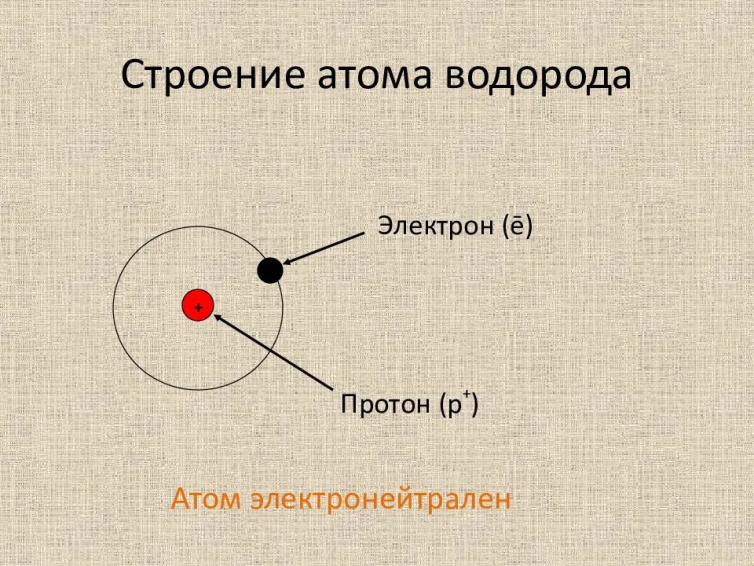 Строение атома водорода
Электрон (ē)
+
Протон (p⁺)
Атом электронейтрален